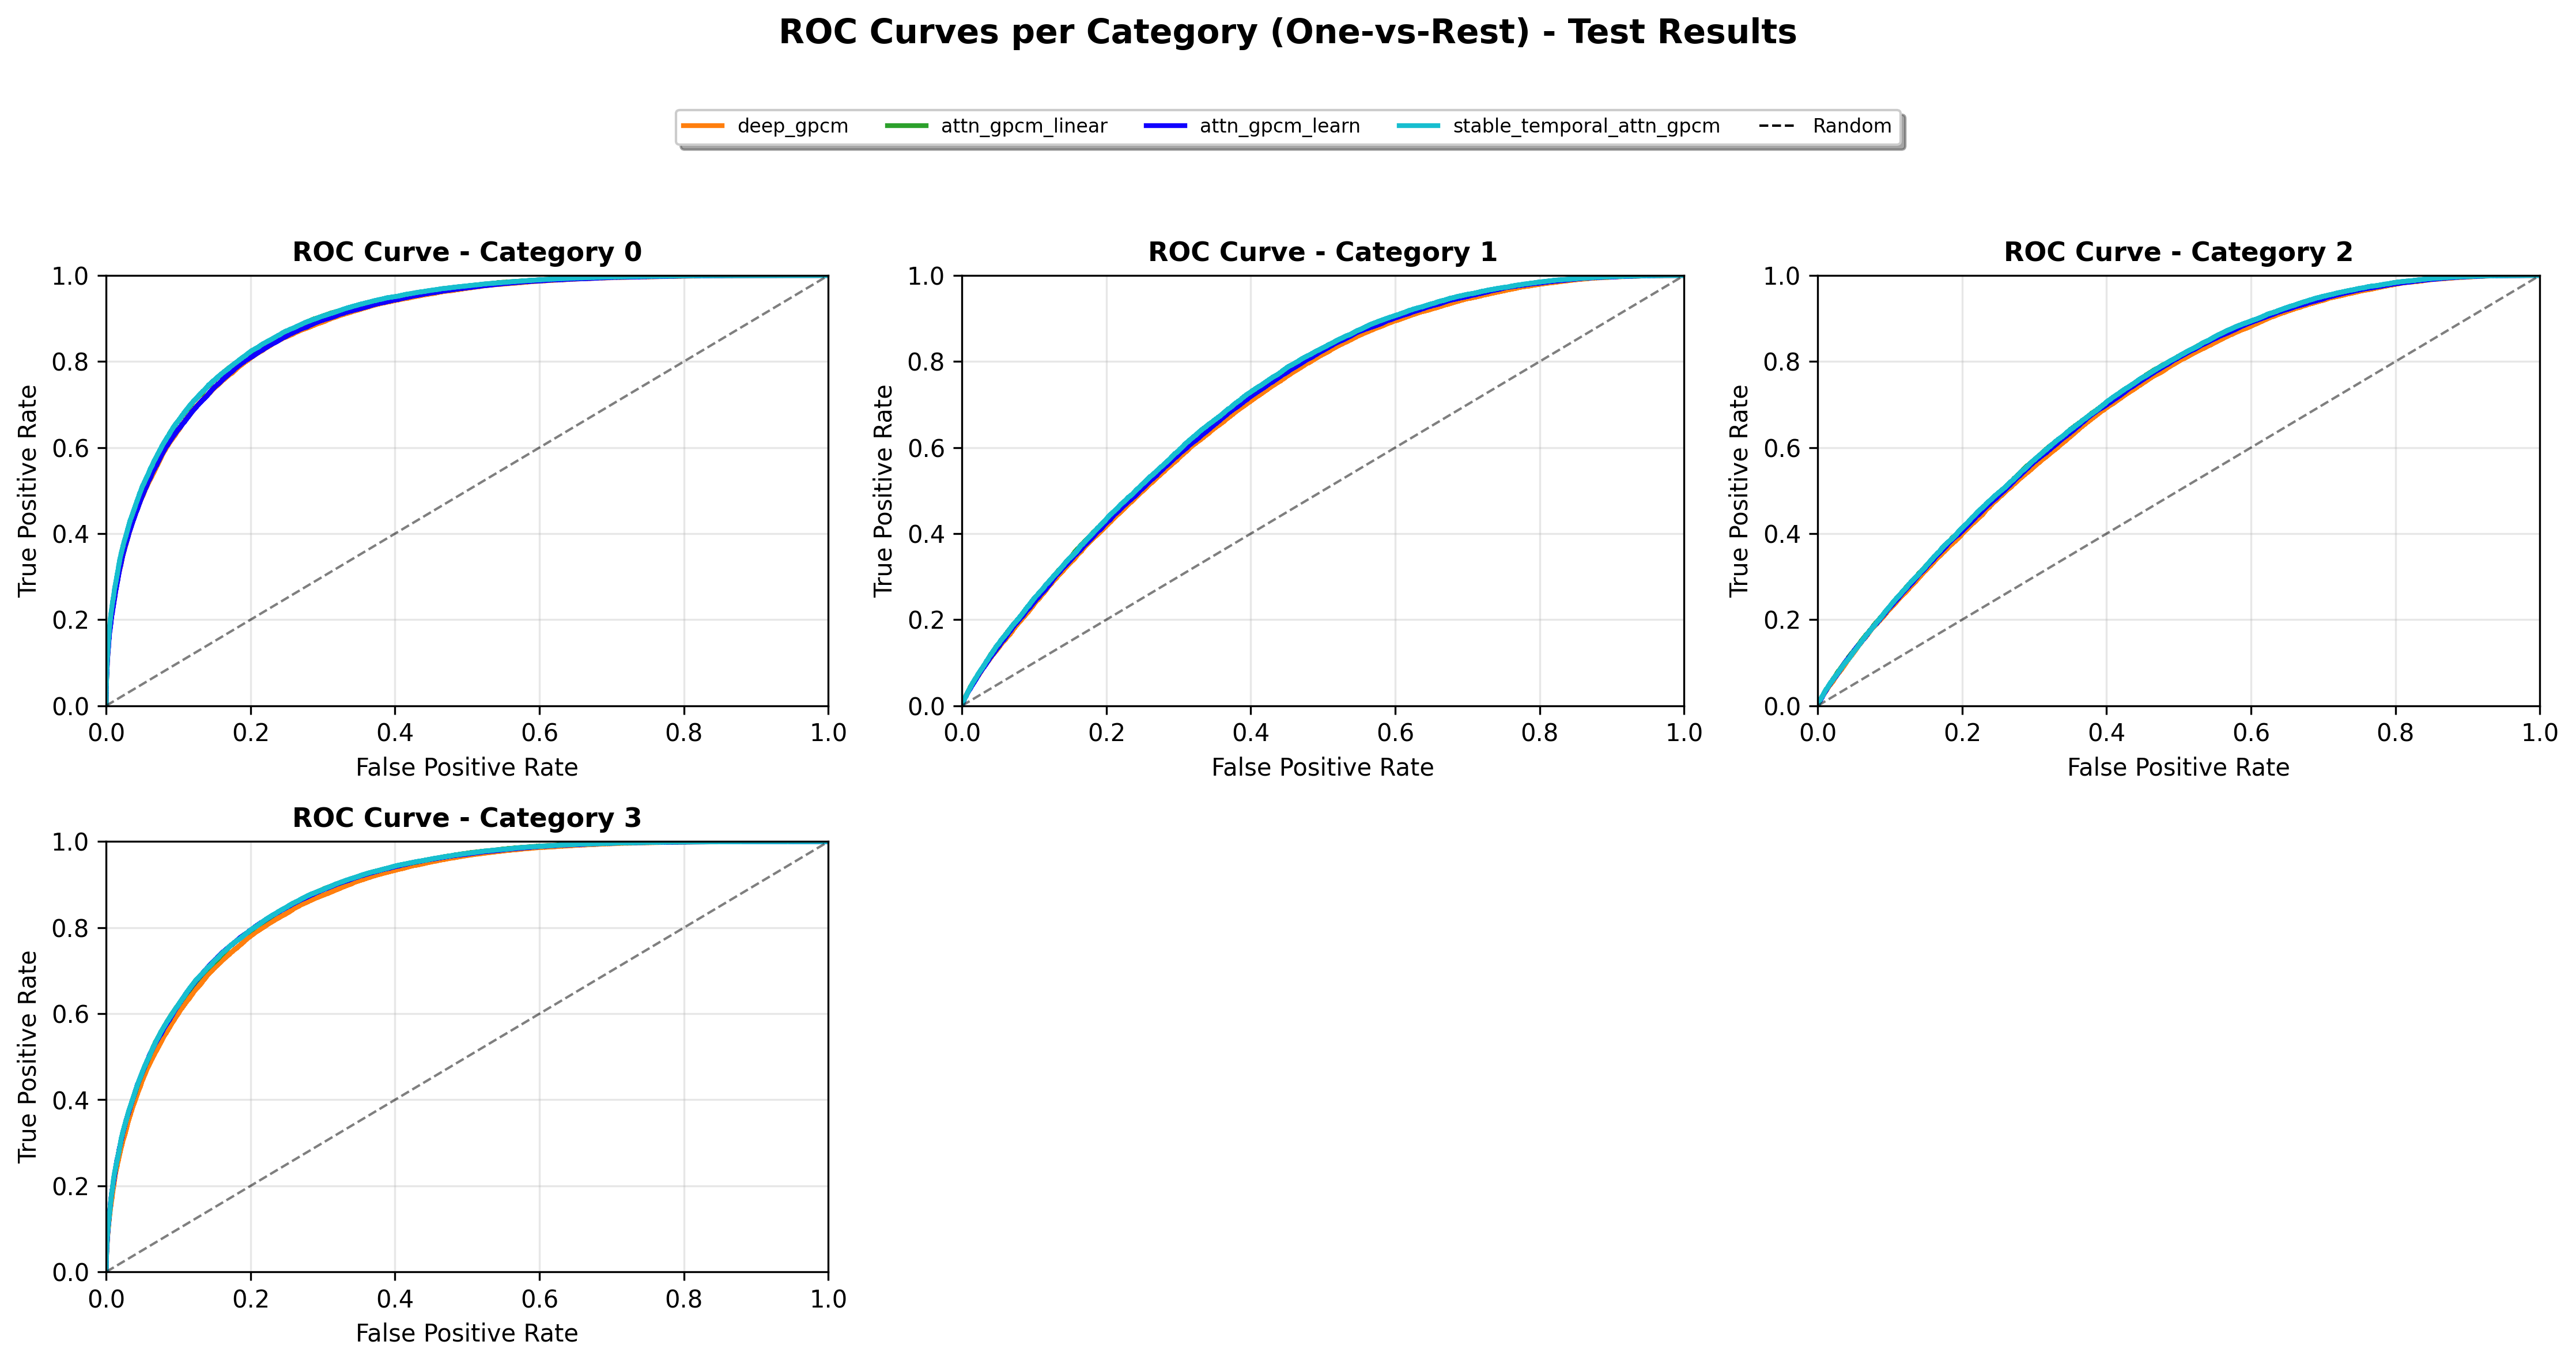 ROC Curves per Category (One-vs-Rest) - Test Results
deep_gpcm attn_gpcm_linear attn_gpcm_learn stable_temporal_attn_gpcm Random
ROC Curve - Category 0
1.0
0.8
0.6
0.4
0.2
0.0
True Positive Rate
0.0 0.2 0.4 0.6 0.8 1.0
False Positive Rate
ROC Curve - Category 1
1.0
0.8
0.6
0.4
0.2
0.0
True Positive Rate
0.0 0.2 0.4 0.6 0.8 1.0
False Positive Rate
ROC Curve - Category 2
1.0
0.8
0.6
0.4
0.2
0.0
True Positive Rate
0.0 0.2 0.4 0.6 0.8 1.0
False Positive Rate
ROC Curve - Category 3
1.0
0.8
0.6
0.4
0.2
0.0
True Positive Rate
0.0 0.2 0.4 0.6 0.8 1.0
False Positive Rate